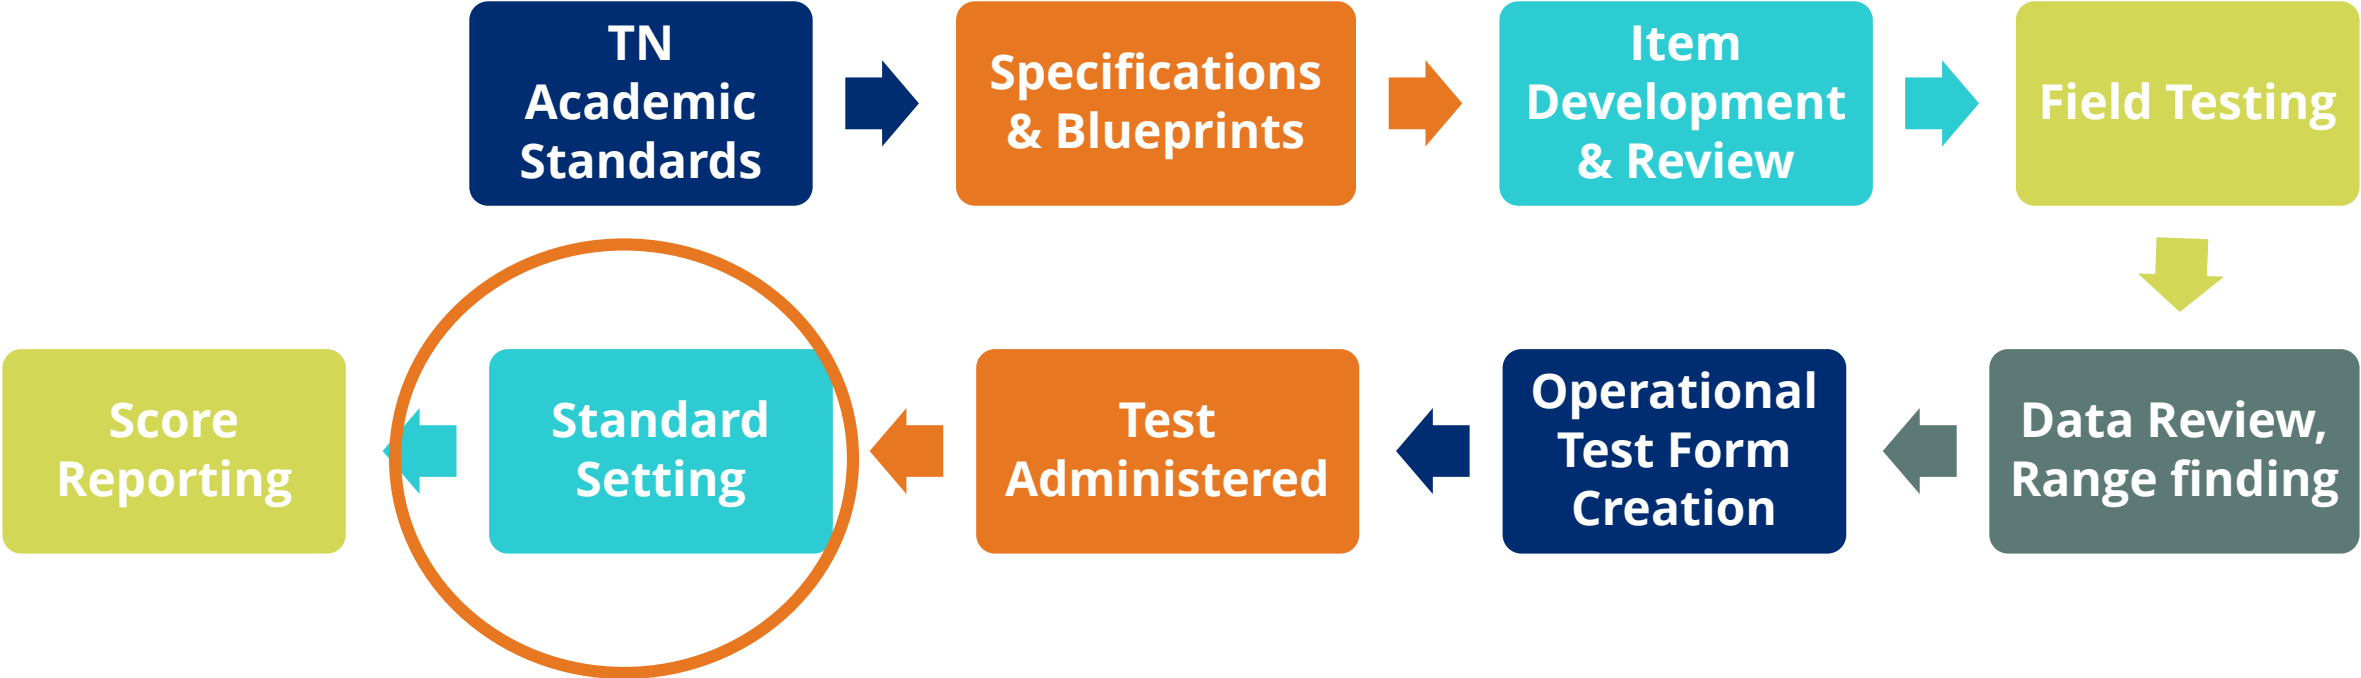 TN
Academic
Standards
Specifications
& Blueprints
Item
Development
& Review
Field Testing
Data Review,
Range finding
Operational
Test Form
Creation
Test
Administered
Standard
Setting
Score
Reporting